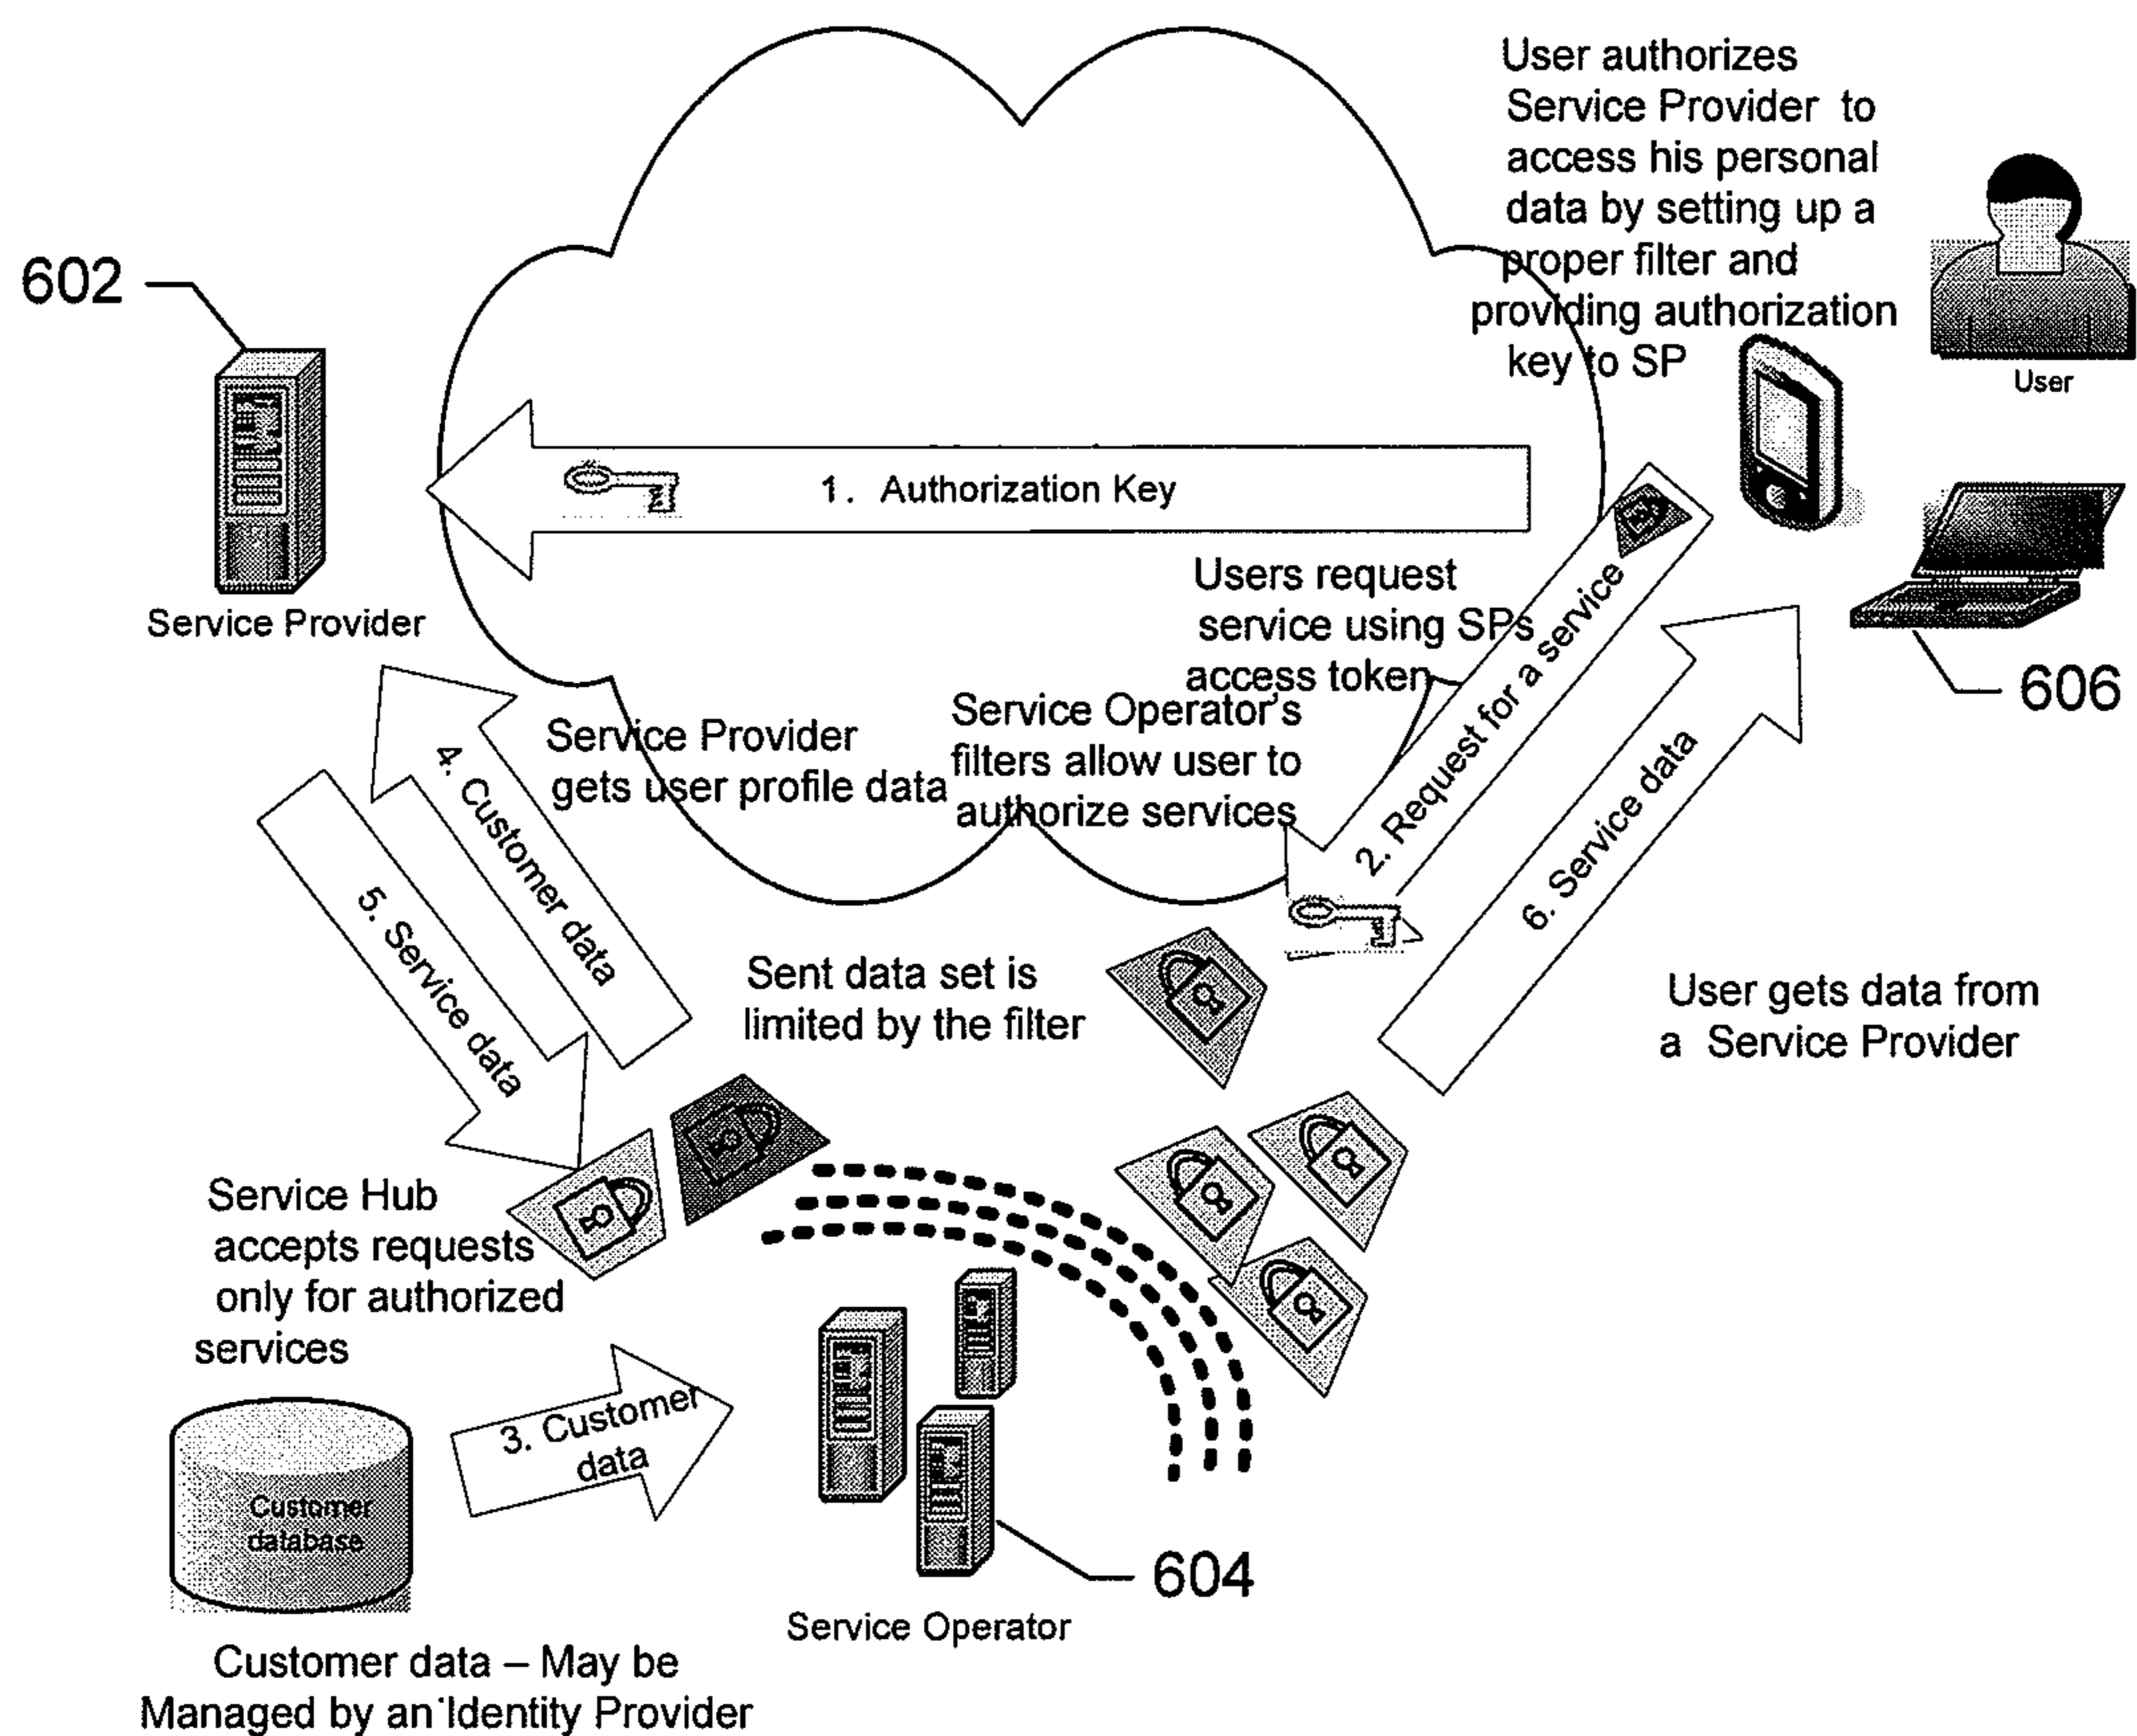 User authorizes
Service Provider to
access his personal
data by setting up a
proper filter and
providing authorization
key to SP
User
602
Service Provider
1. Authorization Key
Users request
service using SPs
access token
2. Request for a service
606
Service Provider
gets user profile data
Service Operator's
filters allow user to
authorize services
4. Customer data
5. Service data
6. Service data
Sent data set is
limited by the filter
User gets data from
a Service Provider
Service Hub
accepts requests
only for authorized
services
3. Customer
data
Customer
database
604
Service Operator
Customer data – May be
Managed by an Identity Provider